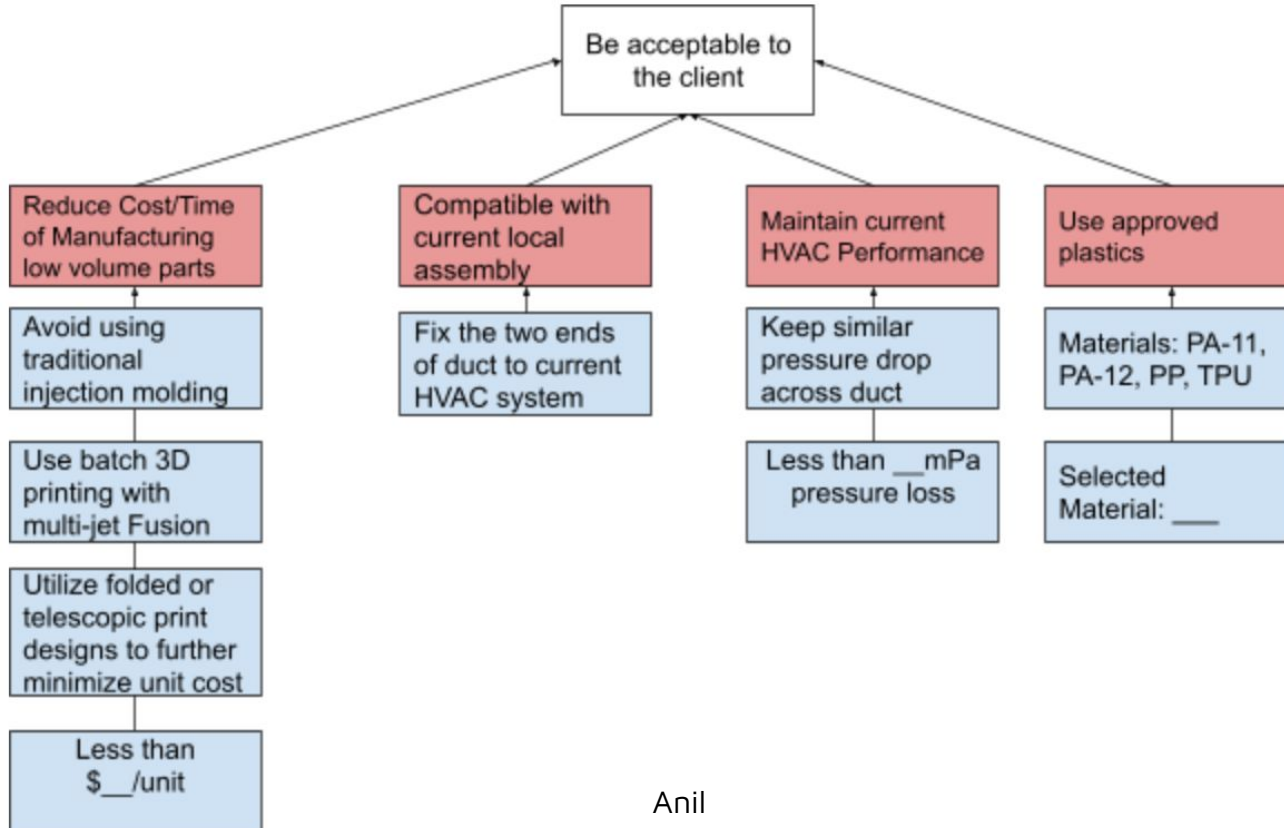 Be acceptable to
the client
Reduce Cost/Time
of Manufacturing
low volume parts
Compatible with
current local
assembly
Maintain current
HVAC Performance
Use approved
plastics
Avoid using
traditional
injection molding
Fix the two ends
of duct to current
HVAC system
Keep similar
pressure drop
across duct
Materials: PA-11,
PA-12, PP, TPU
Use batch 3D
printing with
multi-jet Fusion
Less than __mPa
pressure loss
Selected
Material: ___
Utilize folded or
telescopic print
designs to further
minimize unit cost
Less than
$__/unit
Anil